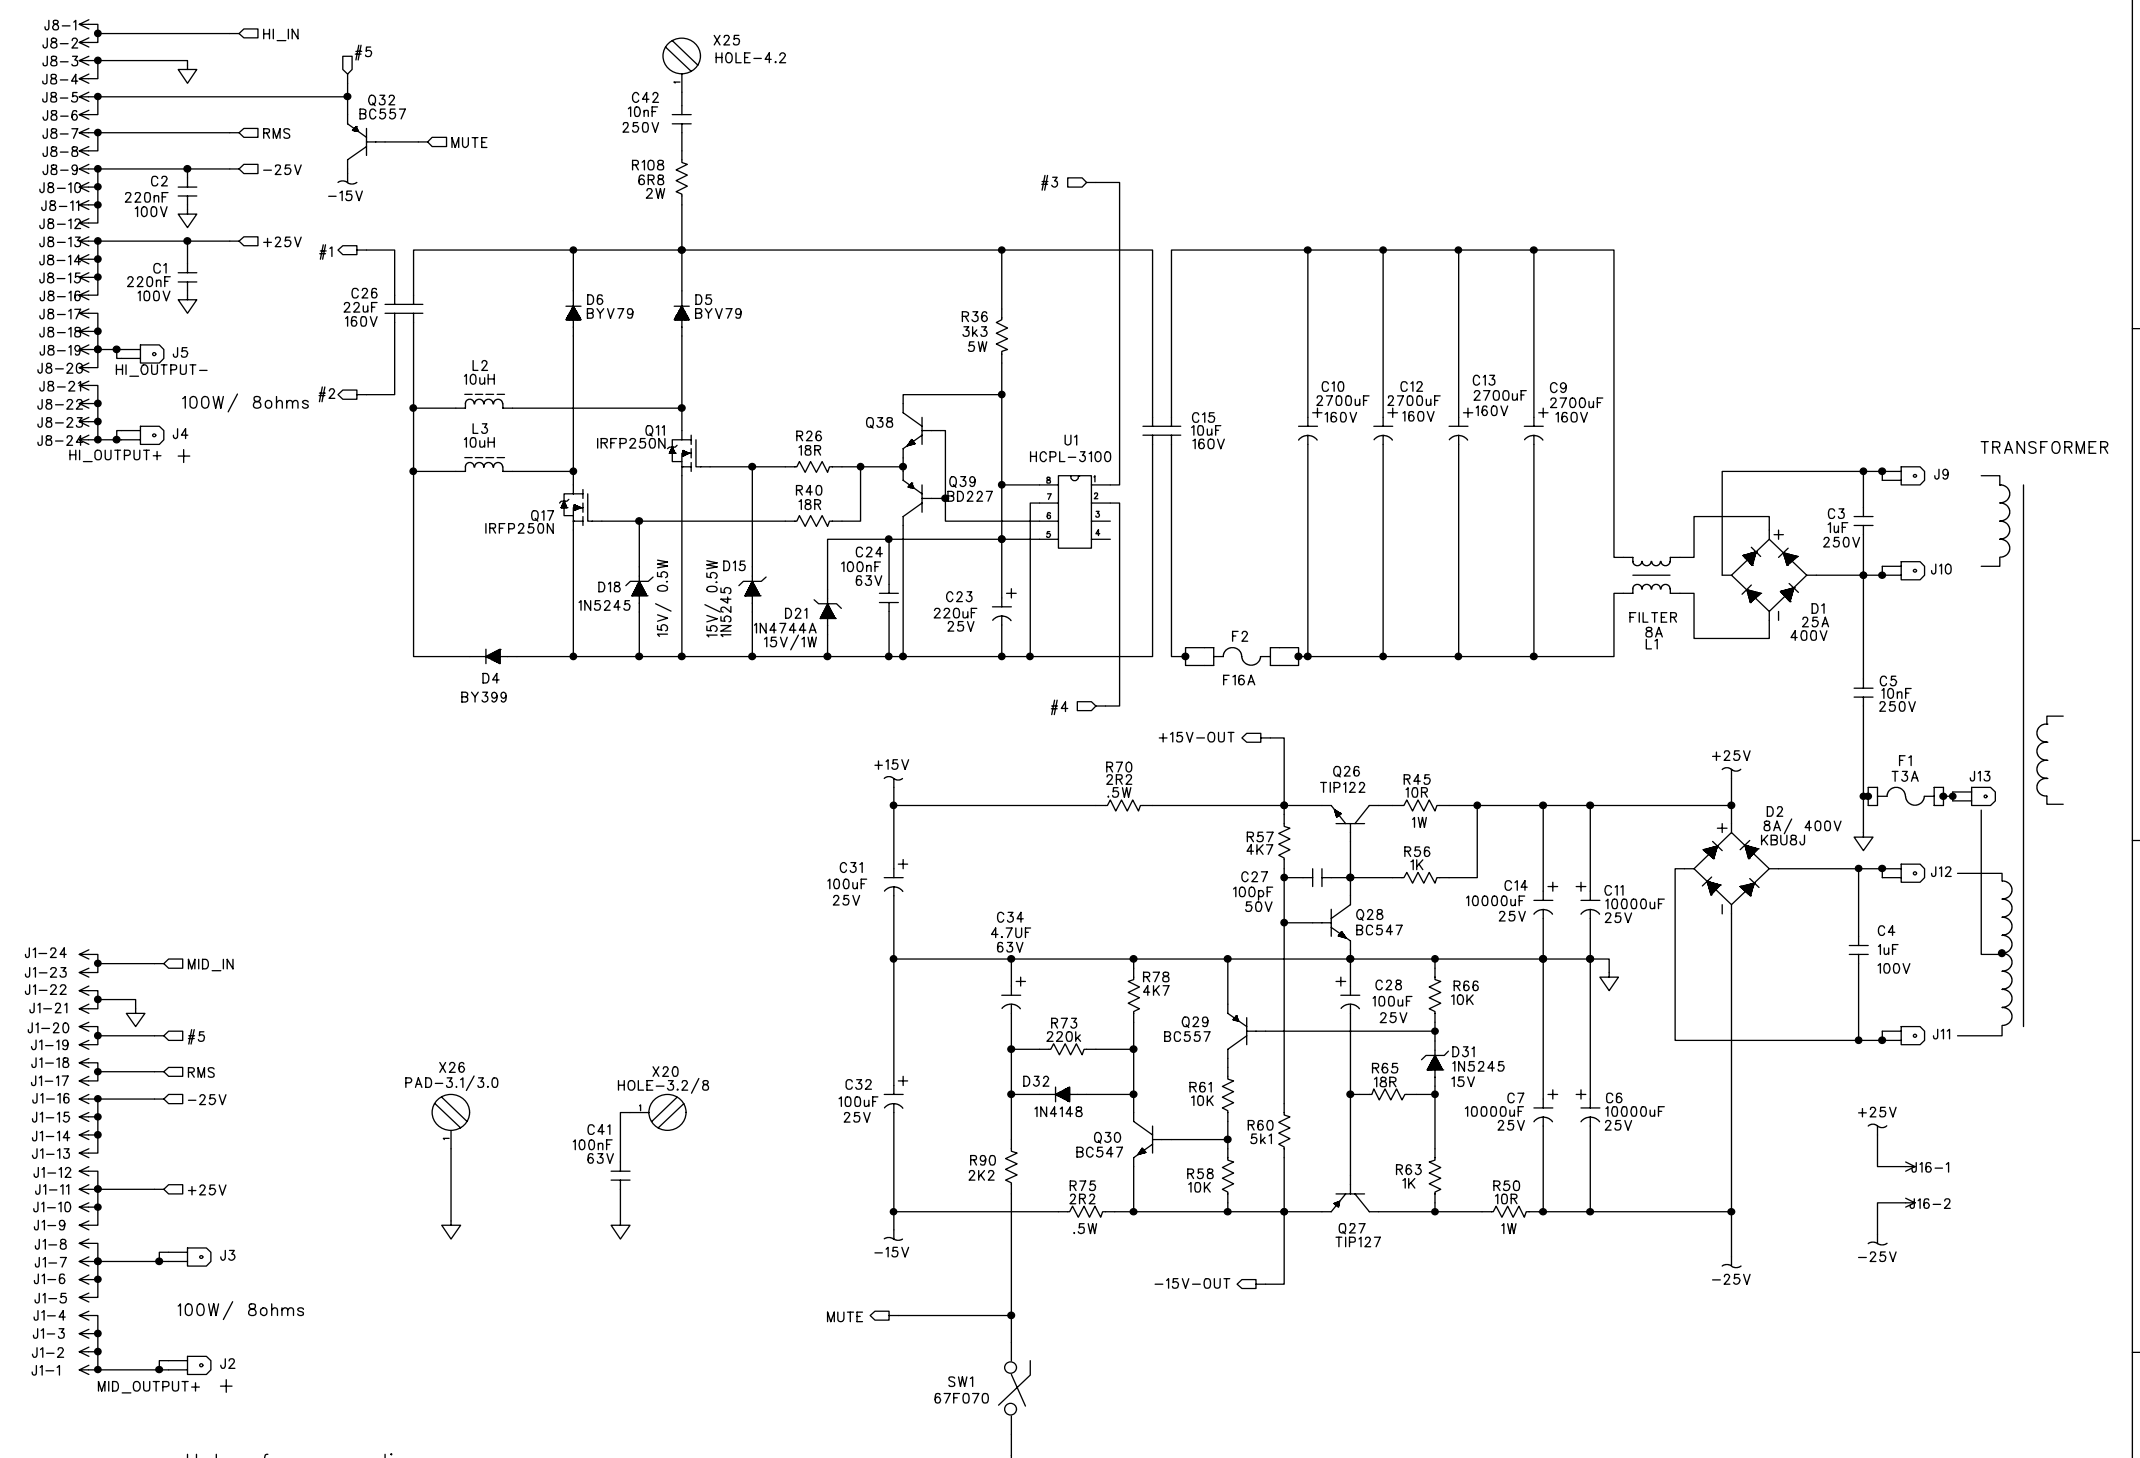 J8-1
J8-2
HI_IN
J8-3
J8-4
J8-5
J8-6
#5
Q32
BC557
J8-7
J8-8
RMS
MUTE
J8-9
J8-10
J8-11
J8-12
-25V
C2
220nF
100V
-15V
J8-13
J8-14
J8-15
J8-16
+25V
C1
220nF
100V
J8-17
J8-18
J8-19
J8-20
J5
HI_OUTPUT-
J8-21
J8-22
J8-23
J8-24
100W/ 8ohms
J4
HI_OUTPUT+ +
X25
HOLE-4.2
1
C42
10nF
250V
R108
6R8
2W
#3
#1
C26
22uF
160V
#2
D6
BYV79
D5
BYV79
R36
3k3
5W
L2
10uH
L3
10uH
Q11
IRFP250N
Q17
IRFP250N
R26
18R
R40
18R
Q38
Q39
BD227
U1
HCPL-3100
8
7
6
5
1
2
3
4
D18
1N5245
15V/ 0.5W
D15
1N5245
15V/ 0.5W
D21
1N4744A
15V/1W
C24
100nF
63V
C23
220uF
25V
+
D4
BY399
#4
C15
10uF
160V
C10
2700uF
+160V
C12
2700uF
+160V
C13
2700uF
+160V
C9
2700uF
+160V
F2
F16A
FILTER
8A
L1
D1
25A
400V
+
-
C3
1uF
250V
J9
J10
TRANSFORMER
C5
10nF
250V
F1
T3A
J13
+15V-OUT
+15V
R70
2R2
.5W
Q26
TIP122
R45
10R
1W
+25V
R57
4K7
R56
1K
C27
100pF
50V
Q28
BC547
C31
100uF
25V
+
C14
10000uF
25V
+
C11
10000uF
25V
+
D2
8A/ 400V
KBU8J
+
-
J12
C4
1uF
100V
J11
C34
4.7UF
63V
+
R78
4K7
Q29
BC557
C28
100uF
25V
+
R66
10K
R73
220k
D31
1N5245
15V
D32
1N4148
R61
10K
R65
18R
C32
100uF
25V
+
C7
10000uF
25V
+
C6
10000uF
25V
+
Q30
BC547
R60
5k1
R90
2K2
R58
10K
R63
1K
R75
2R2
.5W
R50
10R
1W
Q27
TIP127
-15V
-15V-OUT
-25V
+25V
J16-1
J16-2
-25V
MUTE
SW1
67F070
J1-24
J1-23
MID_IN
J1-22
J1-21
J1-20
J1-19
#5
J1-18
J1-17
RMS
J1-16
J1-15
J1-14
J1-13
-25V
J1-12
J1-11
J1-10
J1-9
+25V
J1-8
J1-7
J1-6
J1-5
J3
100W/ 8ohms
J1-4
J1-3
J1-2
J1-1
J2
MID_OUTPUT+ +
X26
PAD-3.1/3.0
1
X20
HOLE-3.2/8
1
C41
100nF
63V